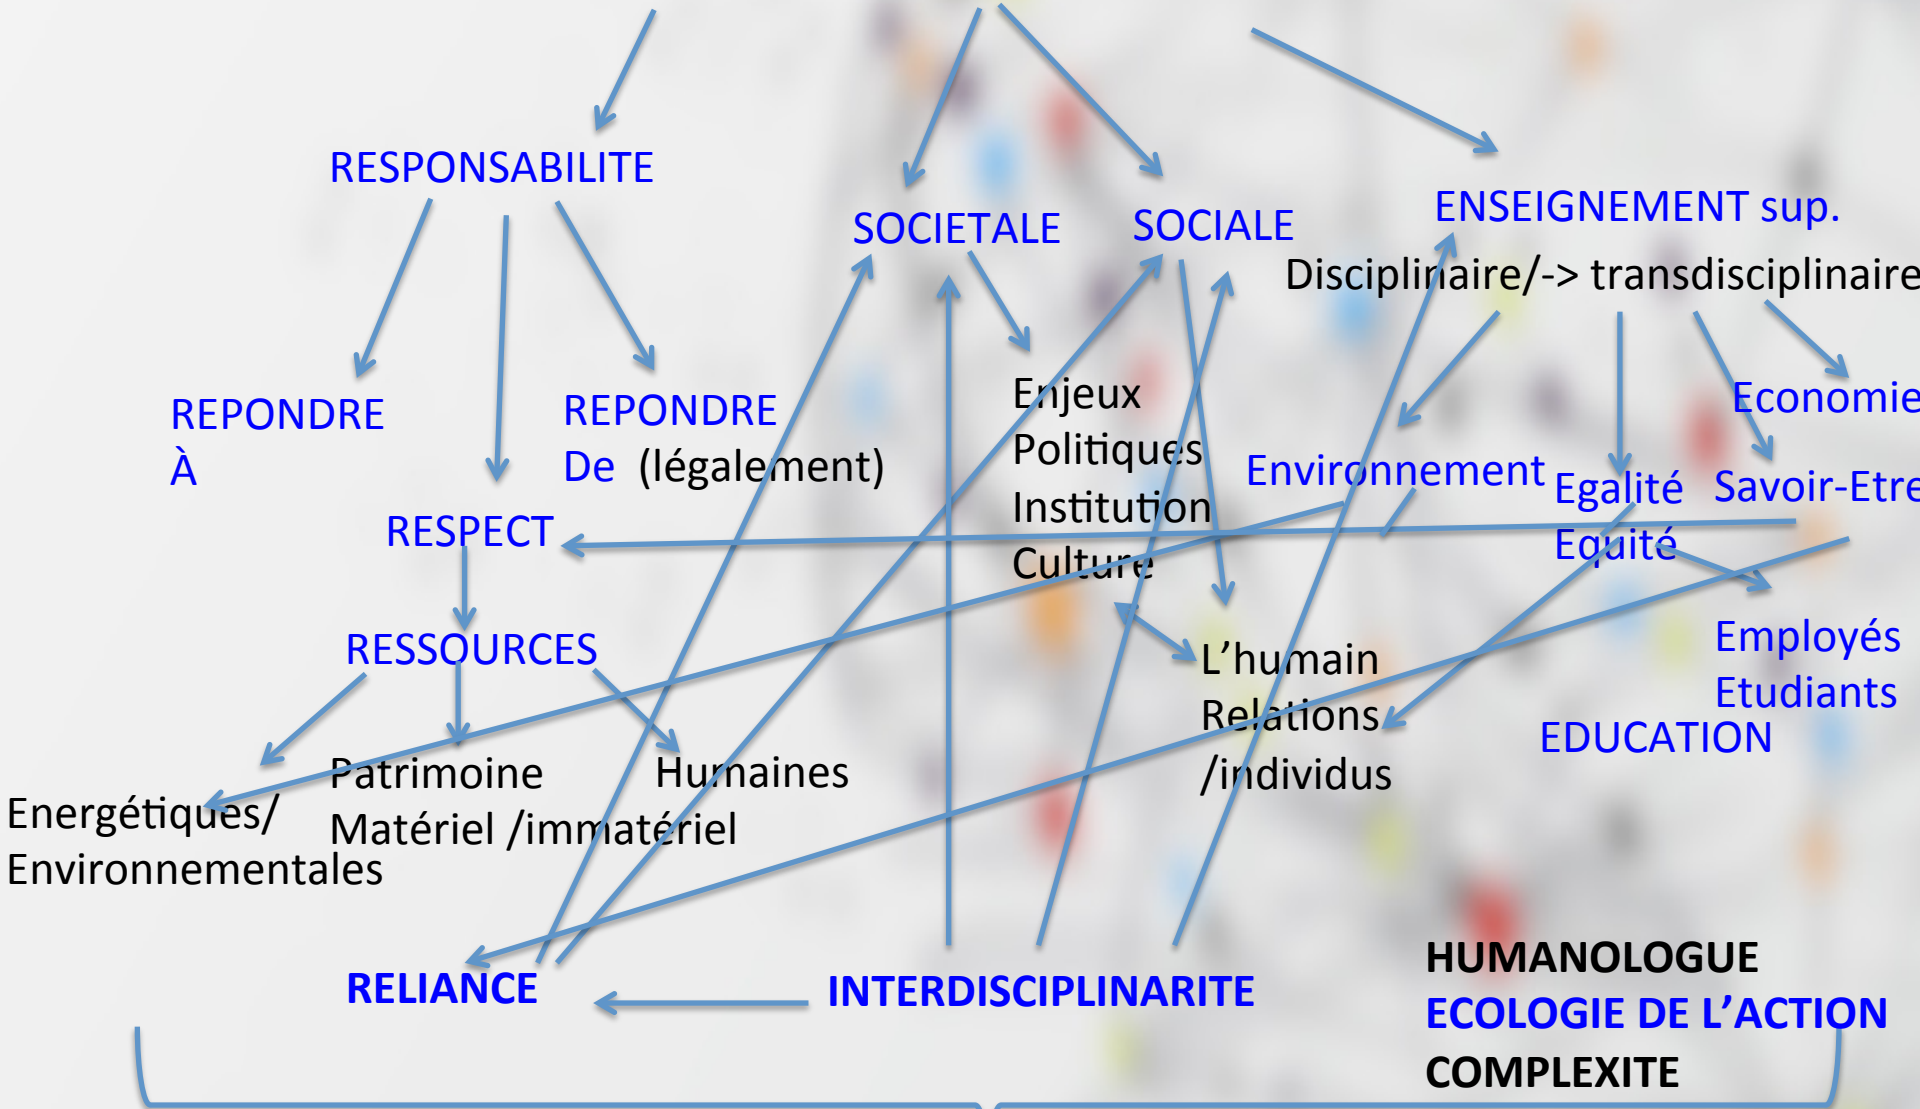 RESPONSABILITE
SOCIETALE
SOCIALE
ENSEIGNEMENT sup.
Disciplinaire/-> transdisciplinaire
REPONDRE
À
REPONDRE
De (légalement)
RESPECT
Enjeux
Politiques
Institution
Culture
Environnement
Egalité
Equité
Savoir-Etre
Economie
RESSOURCES
L’humain
Relations
/individus
Employés
Etudiants
EDUCATION
Energétiques/
Environnementales
Patrimoine
Matériel /immatériel
Humaines
RELIANCE
INTERDISCIPLINARITE
HUMANOLOGUE
ECOLOGIE DE L’ACTION
COMPLEXITE